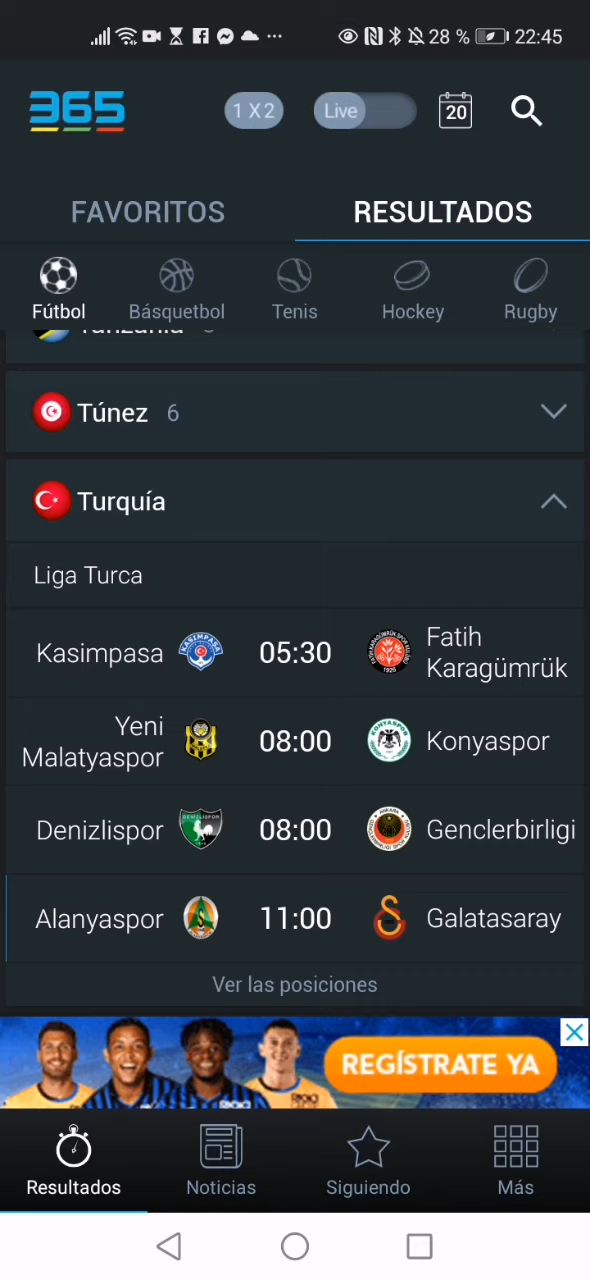 28 % 22:45
365 1 X 2 Live 20
FAVORITOS RESULTADOS
Fútbol Básquetbol Tenis Hockey Rugby
Túnez 6
Turquía
Liga Turca
Kasimpasa 05:30 Fatih Karagümrük
Yeni Malatyaspor 08:00 Konyaspor
Denizlispor 08:00 Genclerbirligi
Alanyaspor 11:00 Galatasaray
Ver las posiciones
REGÍSTRATE YA
Resultados Noticias Siguiendo Más